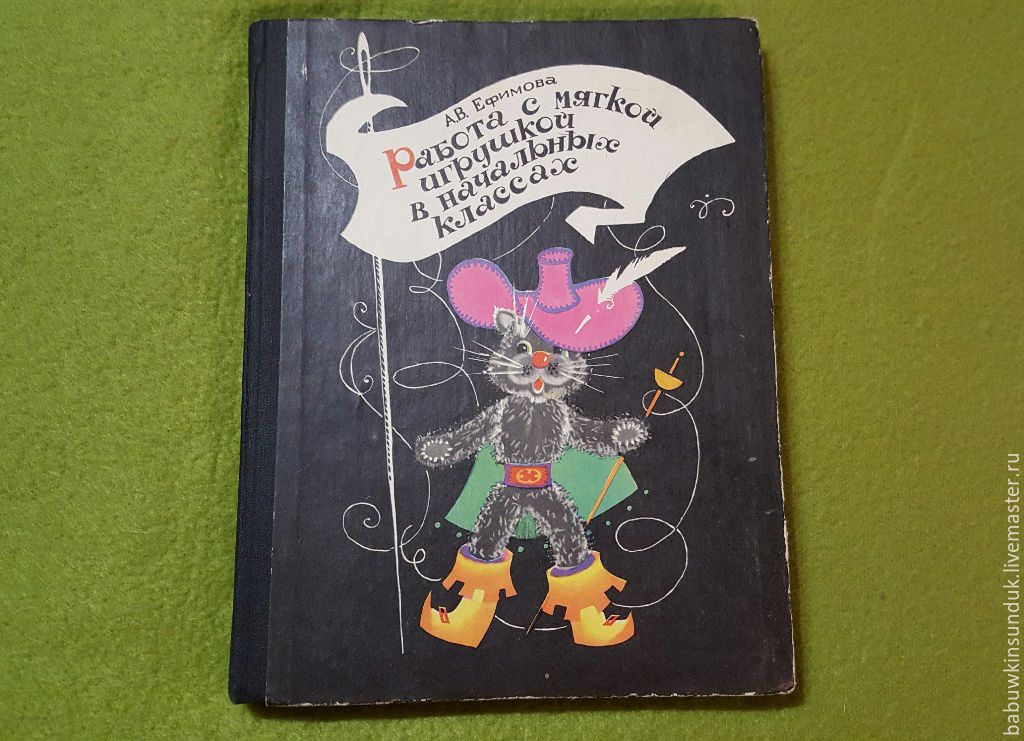 А.В. Ефимова
Работа с мягкой
игрушкой
в начальных
классах
babuwkinsunduk.livemaster.ru